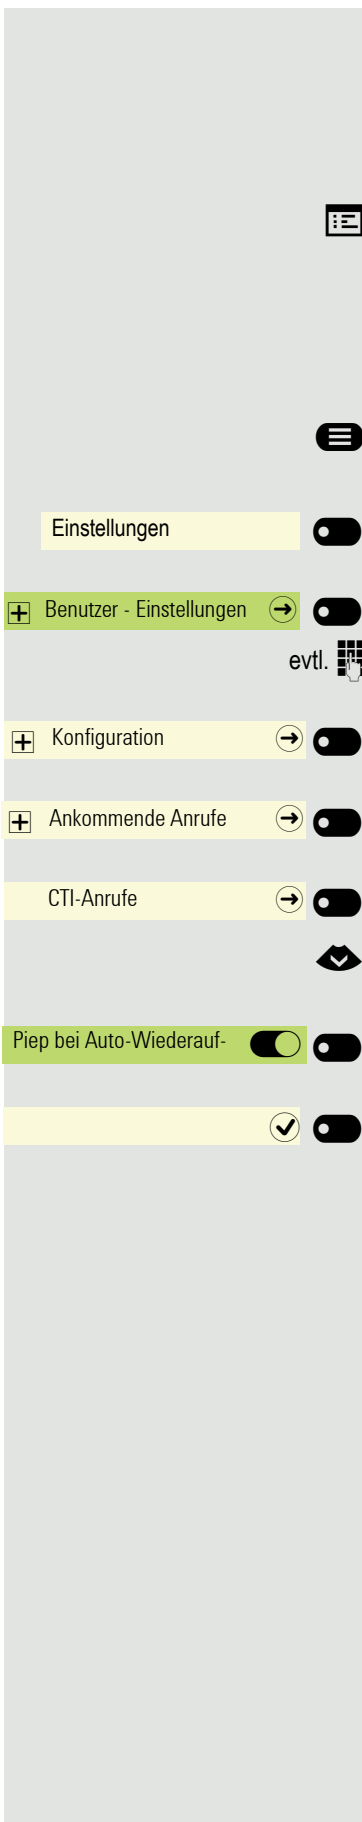 Einstellungen
Benutzer - Einstellungen
evtl.
Konfiguration
Ankommende Anrufe
CTI-Anrufe
Piep bei Auto-Wiederauf-